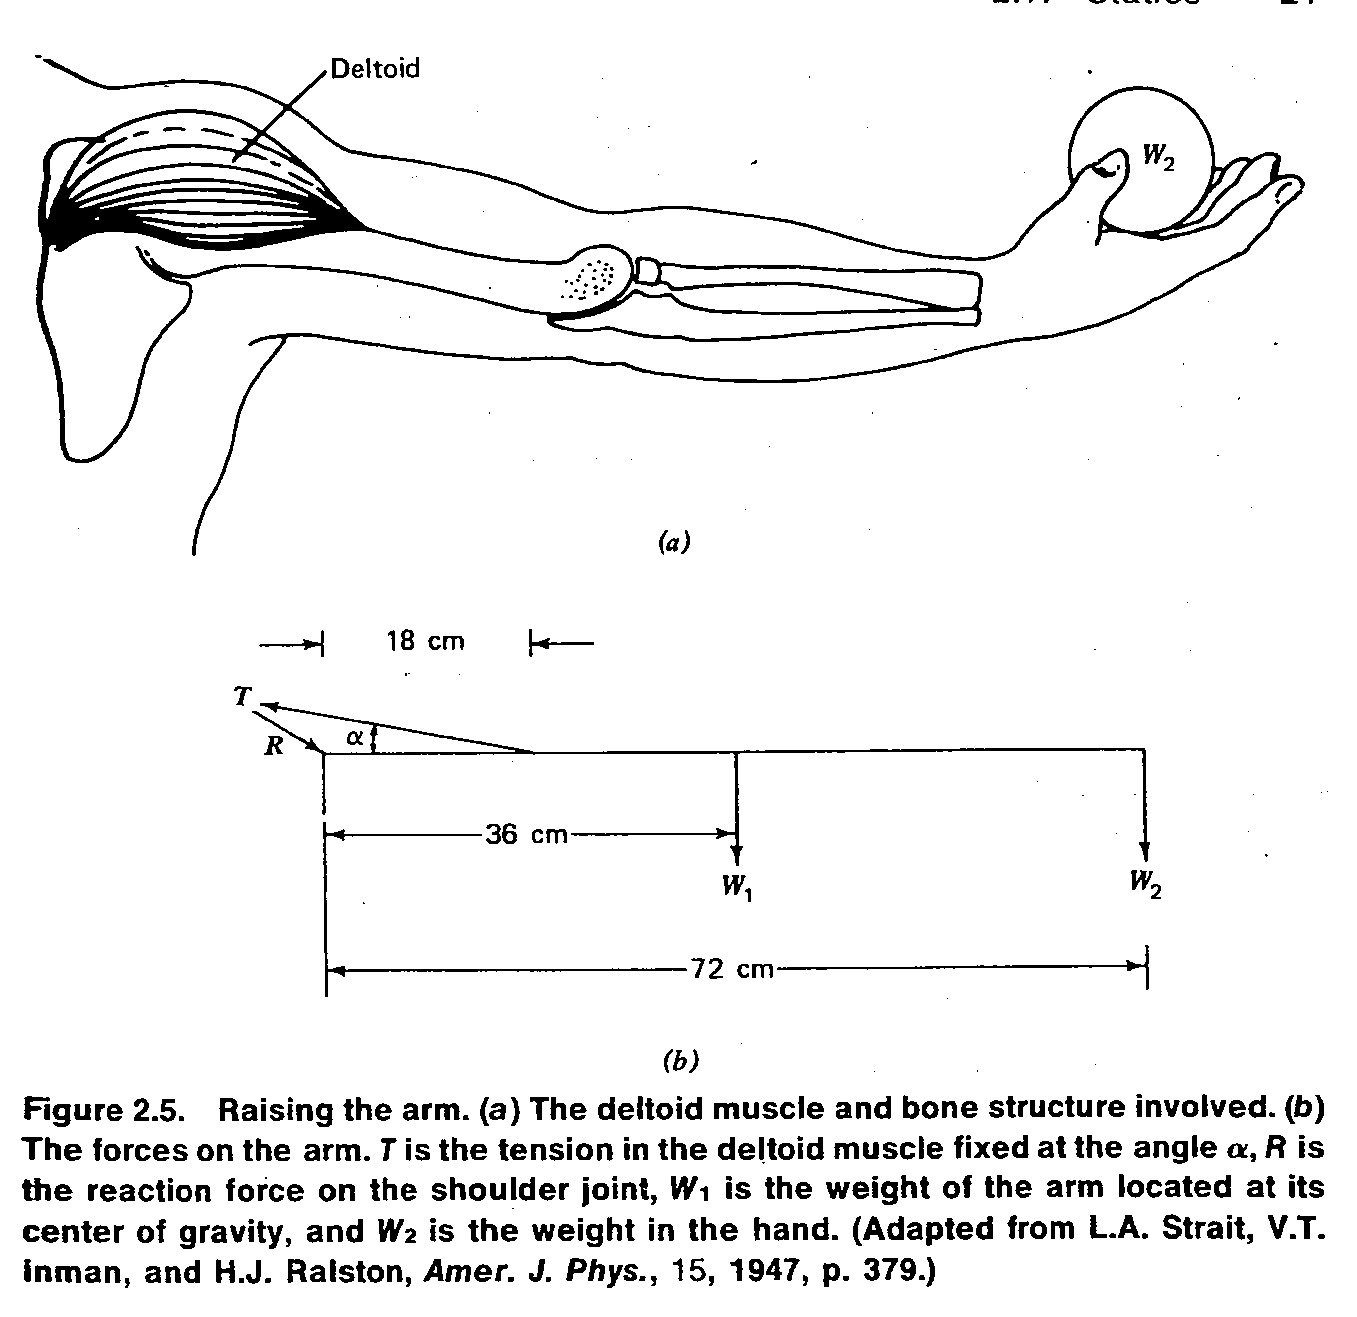 Deltoid
W2
(a)
18 cm
T
R
α
36 cm
W1
W2
72 cm
(b)
Figure 2.5. Raising the arm. (a) The deltoid muscle and bone structure involved. (b)
The forces on the arm. T is the tension in the deltoid muscle fixed at the angle α, R is
the reaction force on the shoulder joint, W1 is the weight of the arm located at its
center of gravity, and W2 is the weight in the hand. (Adapted from L.A. Strait, V.T.
Inman, and H.J. Ralston, Amer. J. Phys., 15, 1947, p. 379.)